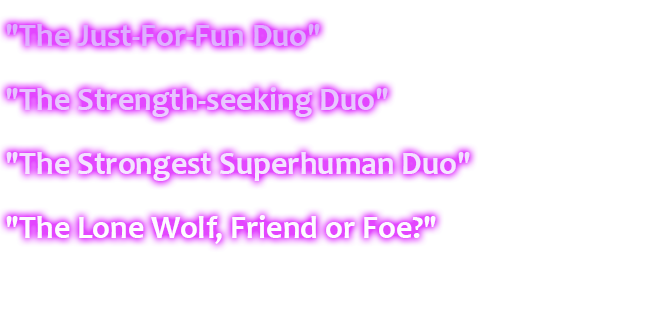 "The Just-For-Fun Duo"
"The Strength-seeking Duo"
"The Strongest Superhuman Duo"
"The Lone Wolf, Friend or Foe?"